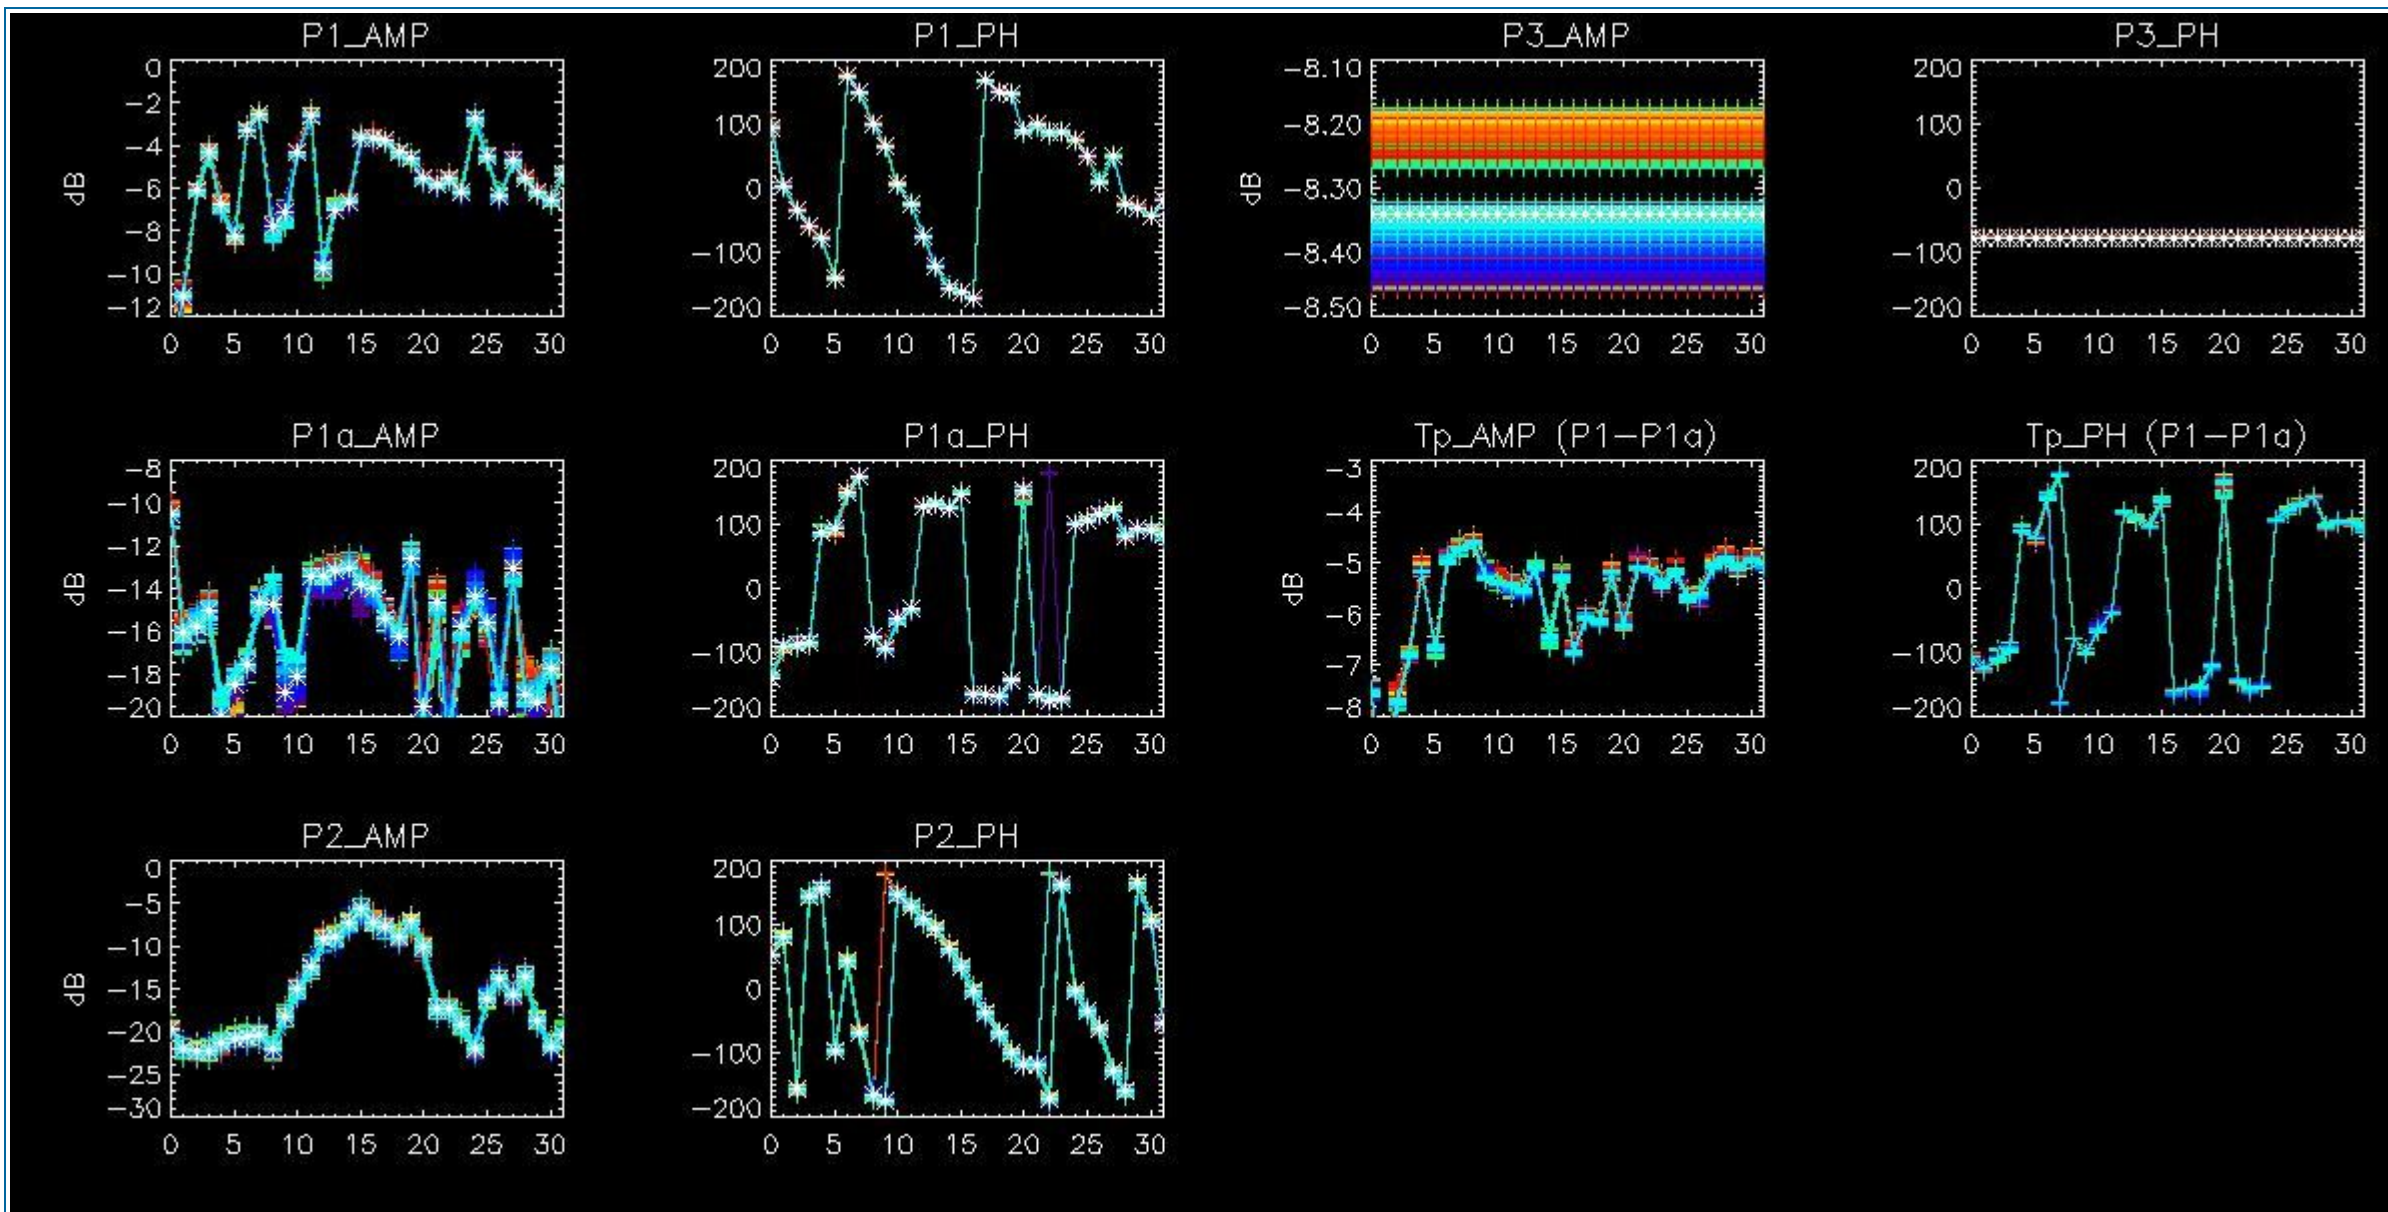 P1_AMP
0
−2
−4
−6
−8
−10
−12
dB
0 5 10 15 20 25 30
P1_PH
200
100
0
−100
−200
0 5 10 15 20 25 30
P3_AMP
−8.10
−8.20
−8.30
−8.40
−8.50
dB
0 5 10 15 20 25 30
P3_PH
200
100
0
−100
−200
0 5 10 15 20 25 30
P1a_AMP
−8
−10
−12
−14
−16
−18
−20
dB
0 5 10 15 20 25 30
P1a_PH
200
100
0
−100
−200
0 5 10 15 20 25 30
Tp_AMP (P1−P1a)
−3
−4
−5
−6
−7
−8
dB
0 5 10 15 20 25 30
Tp_PH (P1−P1a)
200
100
0
−100
−200
0 5 10 15 20 25 30
P2_AMP
0
−5
−10
−15
−20
−25
−30
dB
0 5 10 15 20 25 30
P2_PH
200
100
0
−100
−200
0 5 10 15 20 25 30